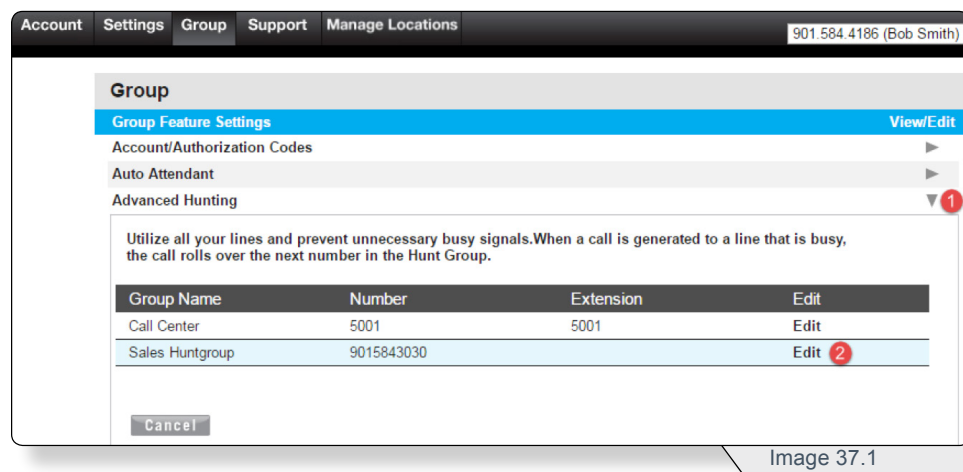 Account Settings Group Support Manage Locations
901.584.4186 (Bob Smith)
Group
Group Feature Settings View/Edit
Account/Authorization Codes
Auto Attendant
Advanced Hunting 1
Utilize all your lines and prevent unnecessary busy signals.When a call is generated to a line that is busy,
the call rolls over the next number in the Hunt Group.
Group Name Number Extension Edit
Call Center 5001 5001 Edit
Sales Huntgroup 9015843030 Edit 2
Cancel
Image 37.1